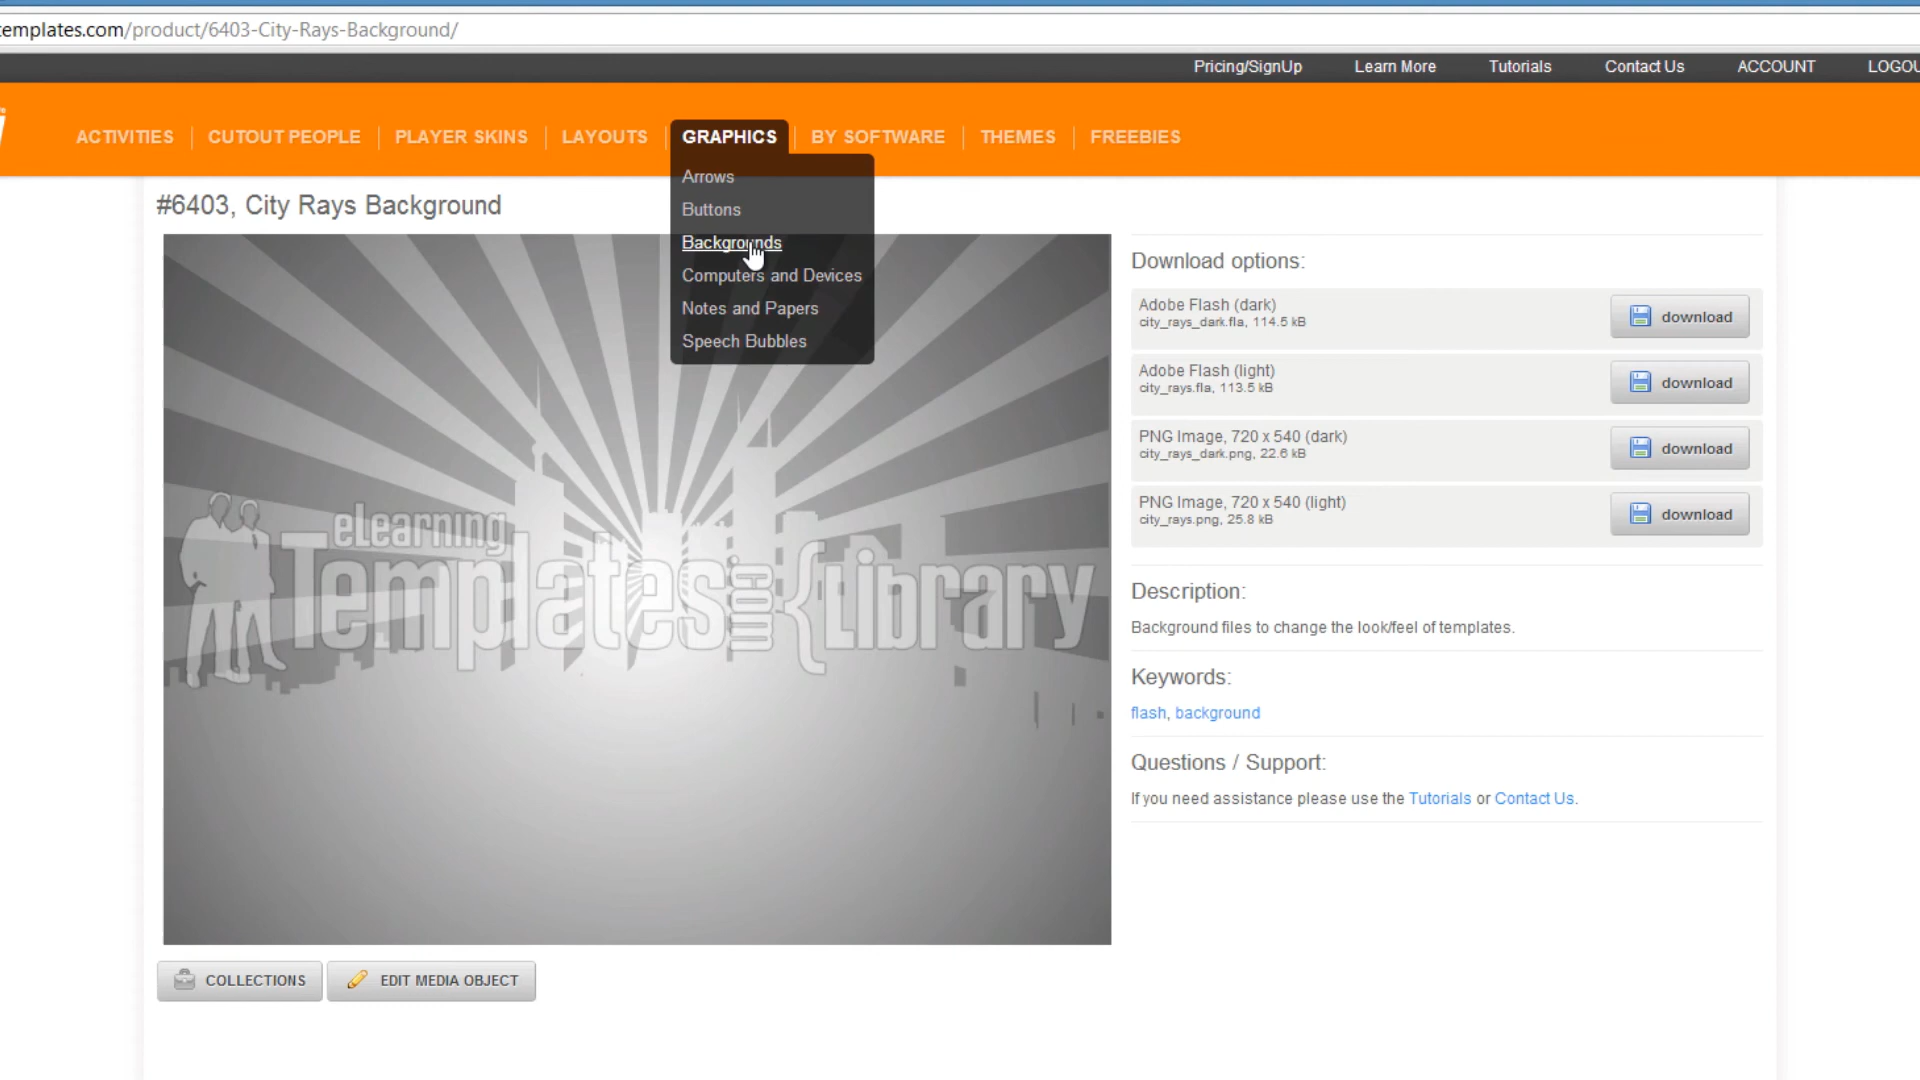 emplates.com/product/6403-City-Rays-Background/
Pricing/SignUp Learn More Tutorials Contact Us ACCOUNT LOGOU
ACTIVITIES CUTOUT PEOPLE PLAYER SKINS LAYOUTS GRAPHICS BY SOFTWARE THEMES FREEBIES
Arrows
Buttons
Backgrounds
Computers and Devices
Notes and Papers
Speech Bubbles
#6403, City Rays Background
eLearning
Templates.com{Library
COLLECTIONS EDIT MEDIA OBJECT
Download options:
Adobe Flash (dark)
city_rays_dark.fla, 114.5 kB
download
Adobe Flash (light)
city_rays.fla, 113.5 kB
download
PNG Image, 720 x 540 (dark)
city_rays_dark.png, 22.6 kB
download
PNG Image, 720 x 540 (light)
city_rays.png, 25.8 kB
download
Description:
Background files to change the look/feel of templates.
Keywords:
flash, background
Questions / Support:
If you need assistance please use the Tutorials or Contact Us.